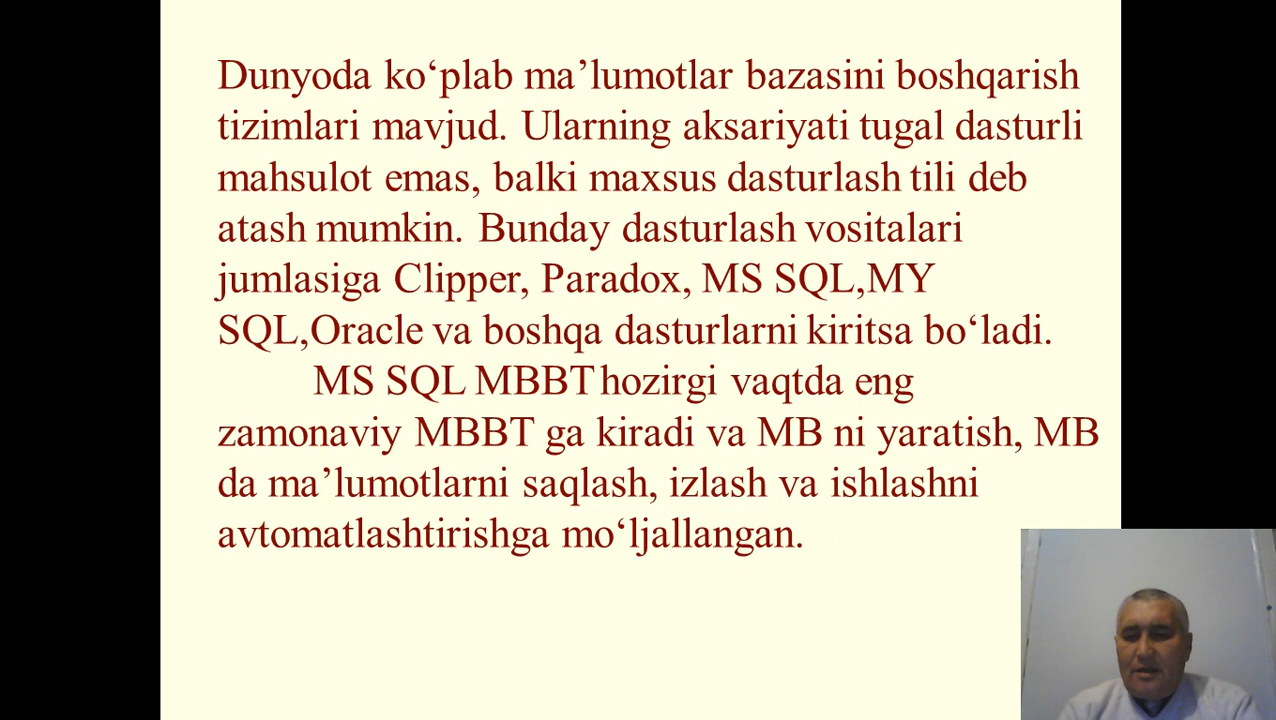 Dunyoda ko‘plab ma’lumotlar bazasini boshqarish
tizimlari mavjud. Ularning aksariyati tugal dasturli
mahsulot emas, balki maxsus dasturlash tili deb
atash mumkin. Bunday dasturlash vositalari
jumlasiga Clipper, Paradox, MS SQL,MY
SQL,Oracle va boshqa dasturlarni kiritsa bo‘ladi.
MS SQL MBBT hozirgi vaqtda eng
zamonaviy MBBT ga kiradi va MB ni yaratish, MB
da ma’lumotlarni saqlash, izlash va ishlashni
avtomatlashtirishga mo‘ljallangan.